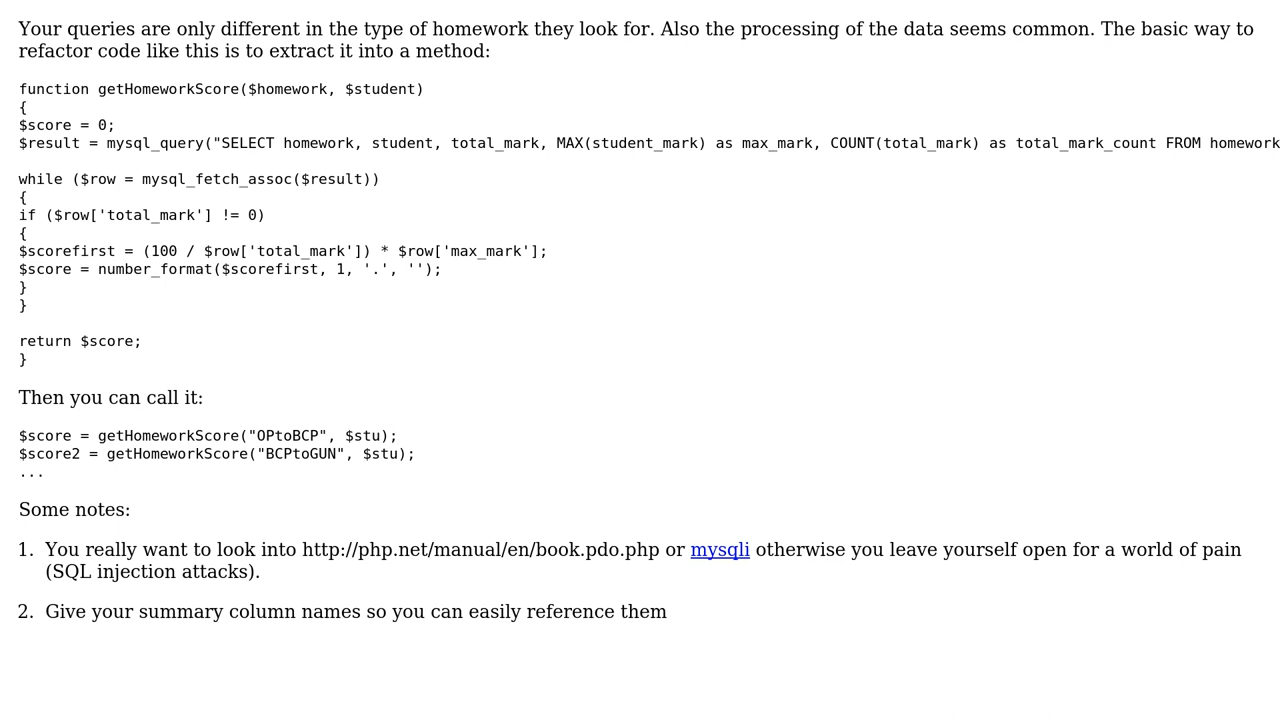 Your queries are only different in the type of homework they look for. Also the processing of the data seems common. The basic way to
refactor code like this is to extract it into a method:
function getHomeworkScore($homework, $student)
{
$score = 0;
$result = mysql_query("SELECT homework, student, total_mark, MAX(student_mark) as max_mark, COUNT(total_mark) as total_mark_count FROM homework
while ($row = mysql_fetch_assoc($result))
{
if ($row['total_mark'] != 0)
{
$scorefirst = (100 / $row['total_mark']) * $row['max_mark'];
$score = number_format($scorefirst, 1, '.', '');
}
}
return $score;
}
Then you can call it:
$score = getHomeworkScore("OPtoBCP", $stu);
$score2 = getHomeworkScore("BCPtoGUN", $stu);
...
Some notes:
1. You really want to look into http://php.net/manual/en/book.pdo.php or mysqli otherwise you leave yourself open for a world of pain
(SQL injection attacks).
2. Give your summary column names so you can easily reference them